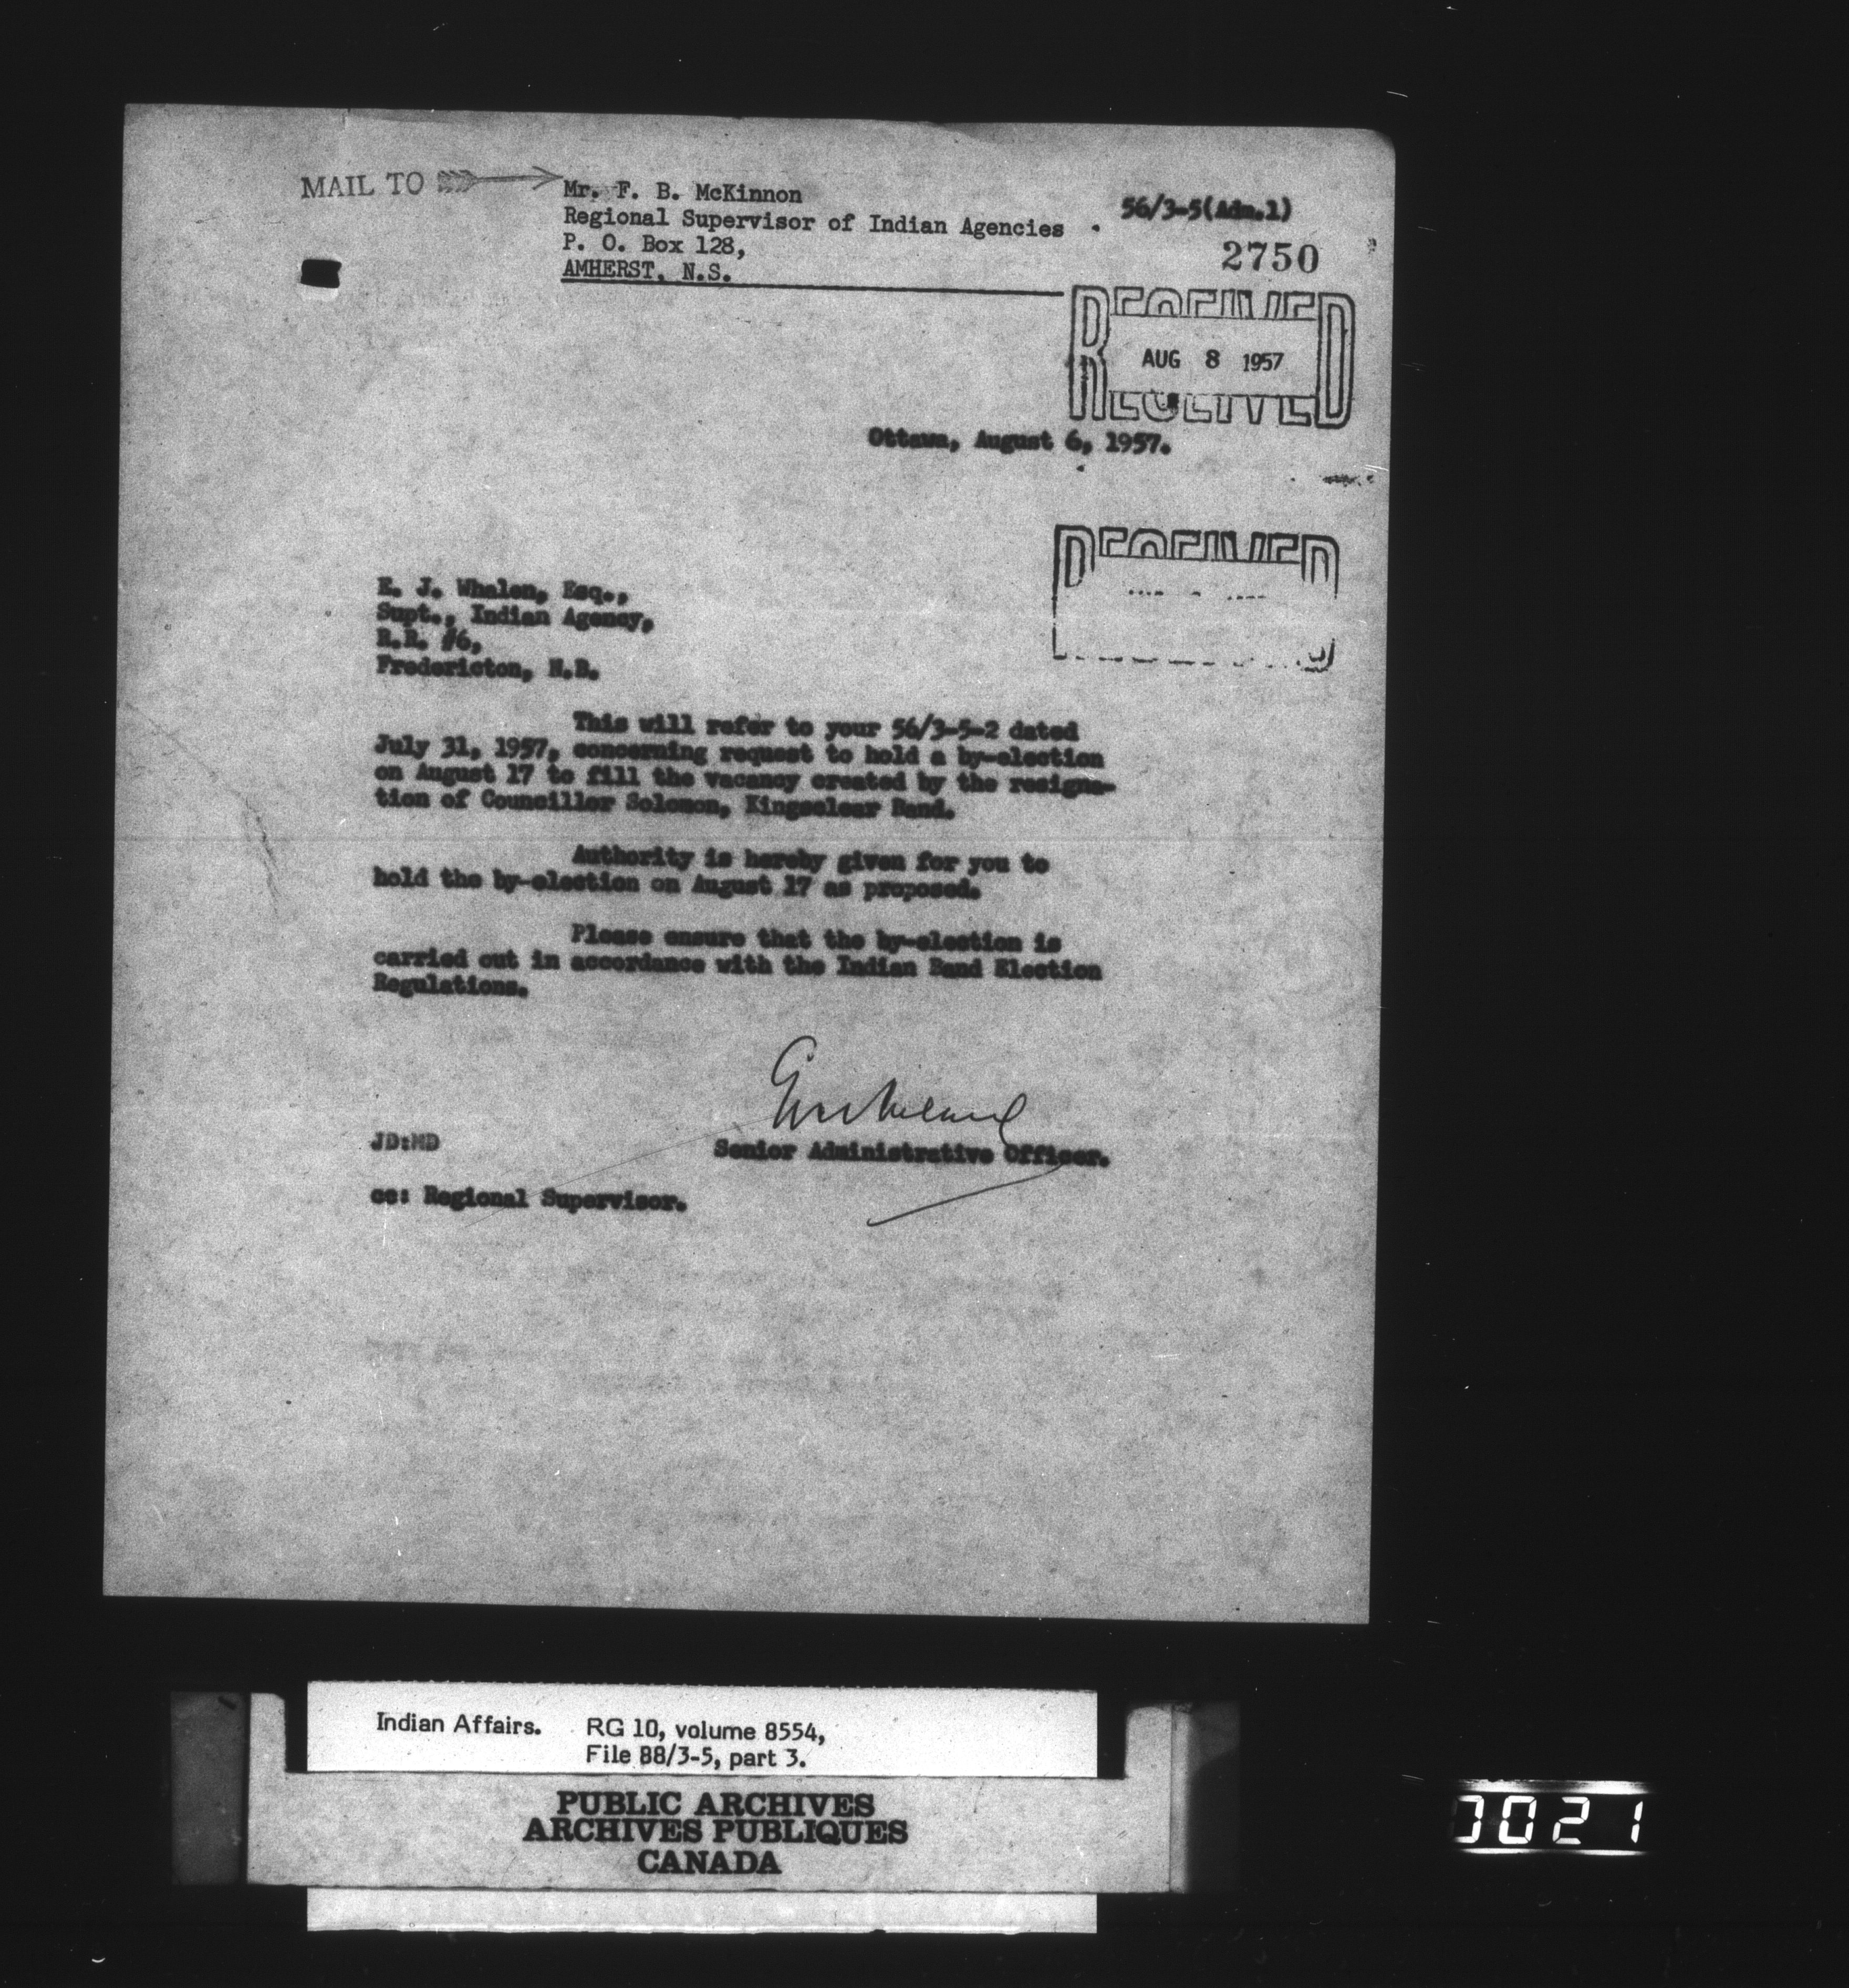 MAIL TO
Mr. F. B. McKinnon
Regional Supervisor of Indian Agencies
P. O. Box 128,
AMHERST, N.S.
56/3-5(Adm.1)
2750
RECEIVED
AUG 8 1957
RECEIVED
Ottawa, August 6, 1957.
RECEIVED
E. J. Whalen, Esq.,
Supt., Indian Agency,
R.R. #6,
Fredericton, N.B.
This will refer to your 56/3-5-2 dated
July 31, 1957, concerning request to hold a by-election
on August 17 to fill the vacancy created by the resigna-
tion of Councillor Solomon, Kingsclear Band.
Authority is hereby given for you to
hold the by-election on August 17 as proposed.
Please ensure that the by-election is
carried out in accordance with the Indian Band Election
Regulations.
JD:MD
Senior Administrative Officer.
cc: Regional Supervisor.
Indian Affairs. RG 10, volume 8554,
File 88/3-5, part 3.
PUBLIC ARCHIVES
ARCHIVES PUBLIQUES
CANADA
0021